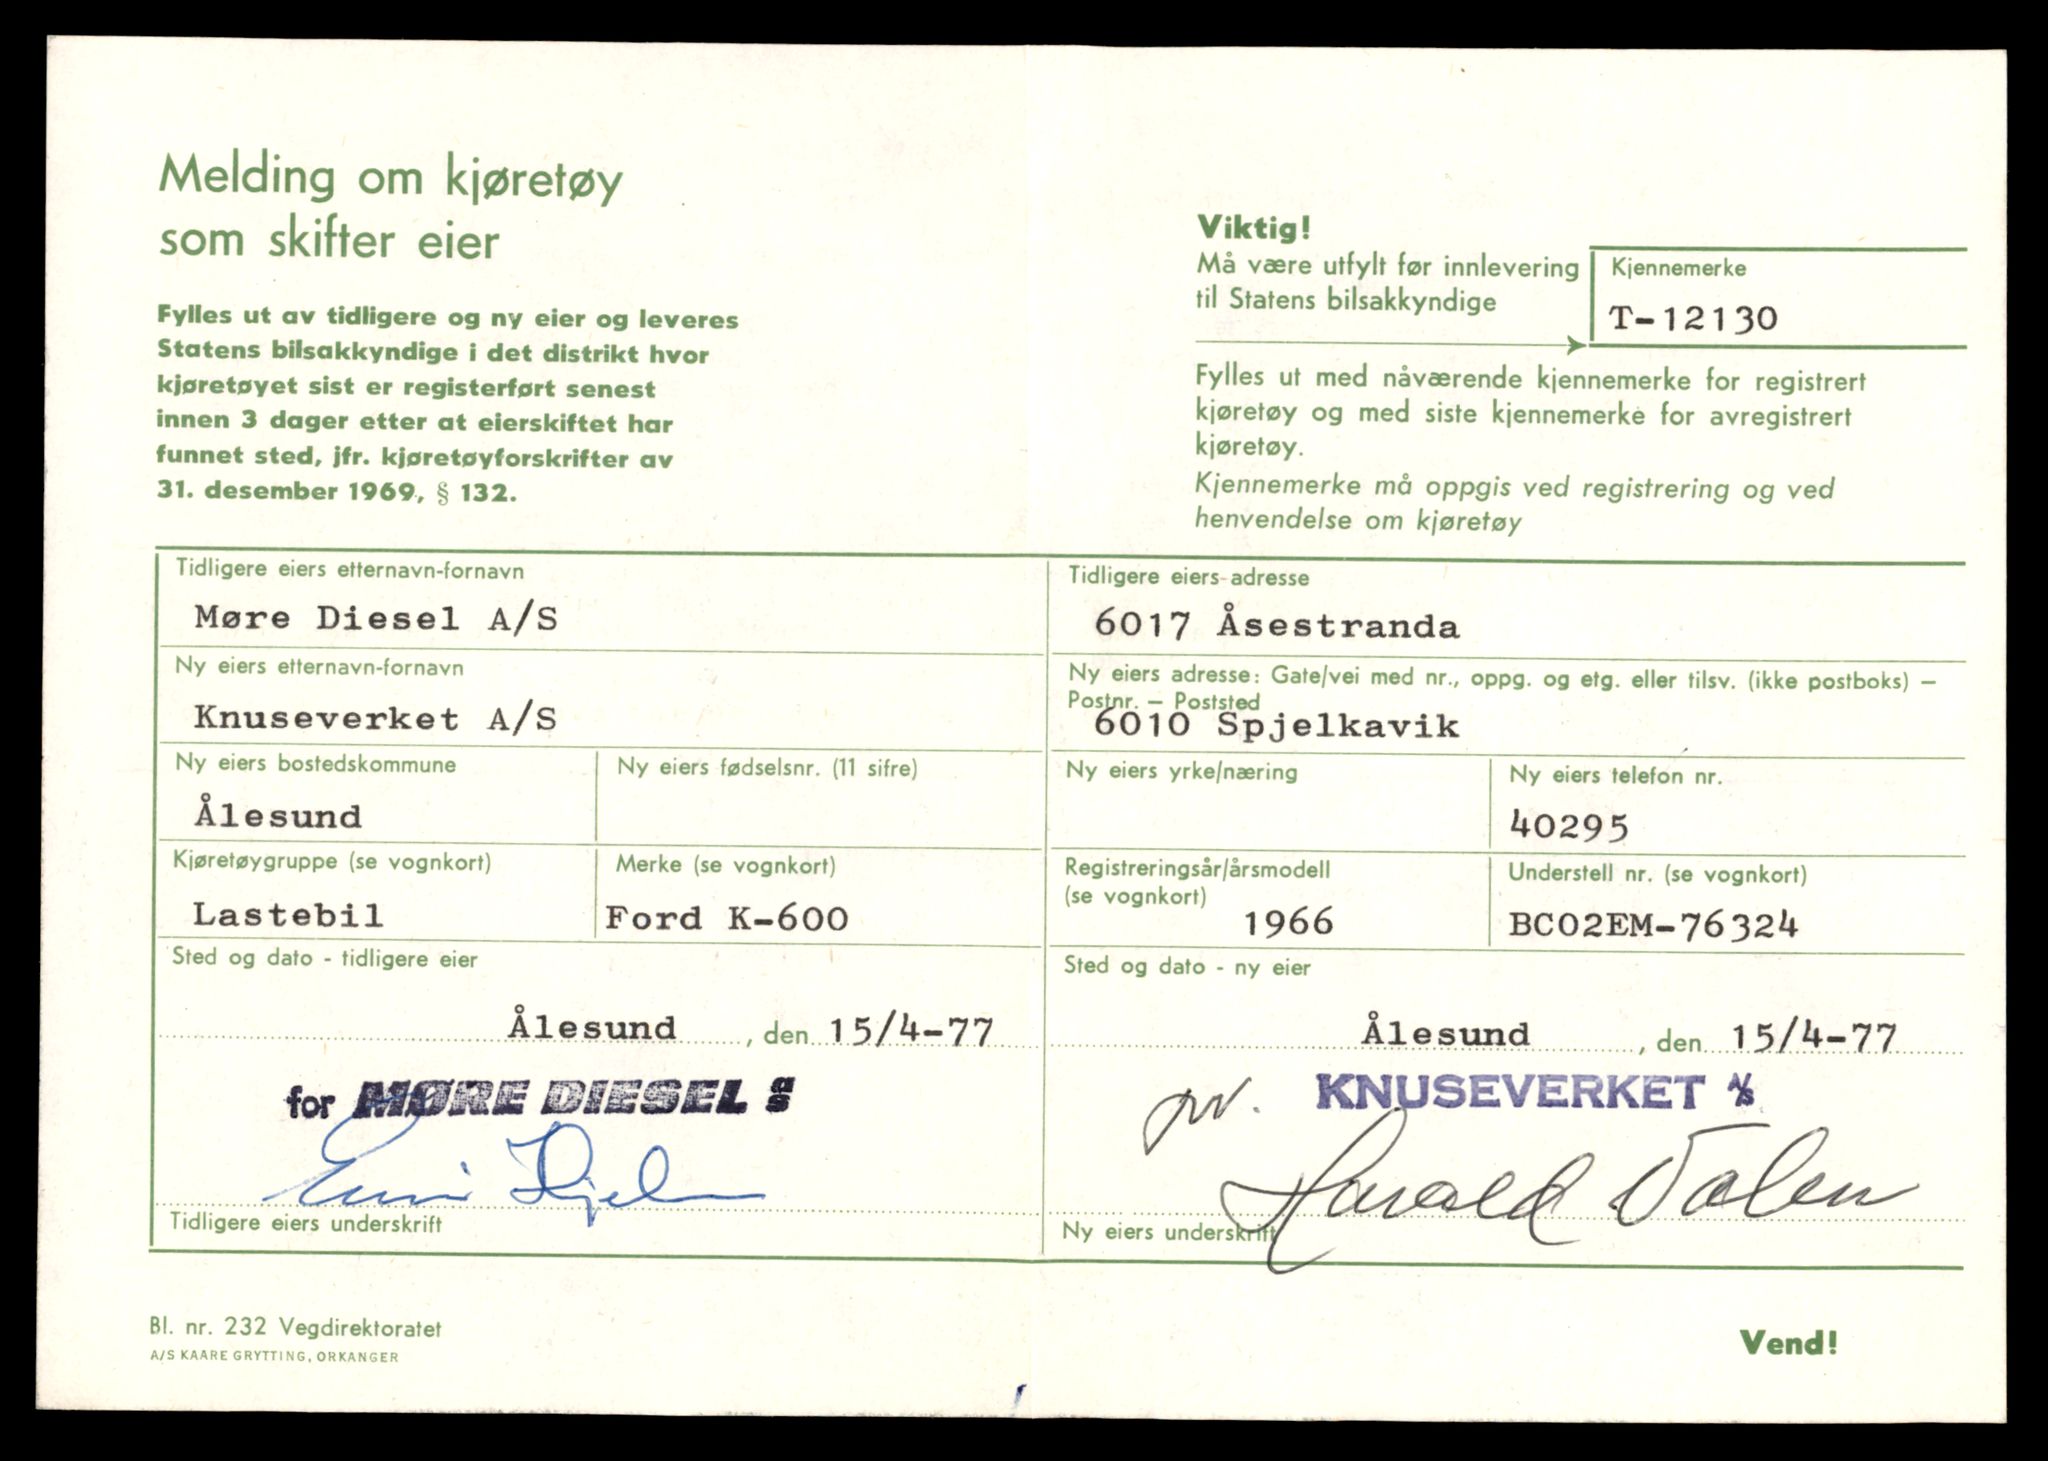 Melding om kjøretøy
som skifter eier
Fylles ut av tidligere og ny eier og leveres
Statens bilsakkyndige i det distrikt hvor
kjøretøyet sist er registerført senest
innen 3 dager etter at eierskiftet har
funnet sted, jfr. kjøretøyforskrifter av
31. desember 1969, § 132.
Viktig!
Må være utfylt før innlevering
til Statens bilsakkyndige
Kjennemerke
T-12130
Fylles ut med nåværende kjennemerke for registrert
kjøretøy og med siste kjennemerke for avregistrert
kjøretøy.
Kjennemerke må oppgis ved registrering og ved
henvendelse om kjøretøy
Tidligere eiers etternavn-fornavn
Møre Diesel A/S
Tidligere eiers adresse
6017 Åsestranda
Ny eiers etternavn-fornavn
Knuseverket A/S
Ny eiers adresse: Gate/vei med nr., oppg. og etg. eller tilsv. (ikke postboks) –
Postnr. – Poststed
6010 Spjelkavik
Ny eiers bostedskommune
Ålesund
Ny eiers fødselsnr. (11 sifre)
Ny eiers yrke/næring
Ny eiers telefon nr.
40295
Kjøretøygruppe (se vognkort)
Lastebil
Merke (se vognkort)
Ford K-600
Registreringsår/årsmodell
(se vognkort)
1966
Understell nr. (se vognkort)
BC02EM-76324
Sted og dato - tidligere eier
Ålesund, den 15/4-77
for MØRE DIESEL A/S
Tidligere eiers underskrift
Sted og dato - ny eier
Ålesund, den 15/4-77
pr. KNUSEVERKET A/S
Harald Valen
Ny eiers underskrift
Bl. nr. 232 Vegdirektoratet
A/S KAARE GRYTTING, ORKANGER
Vend!